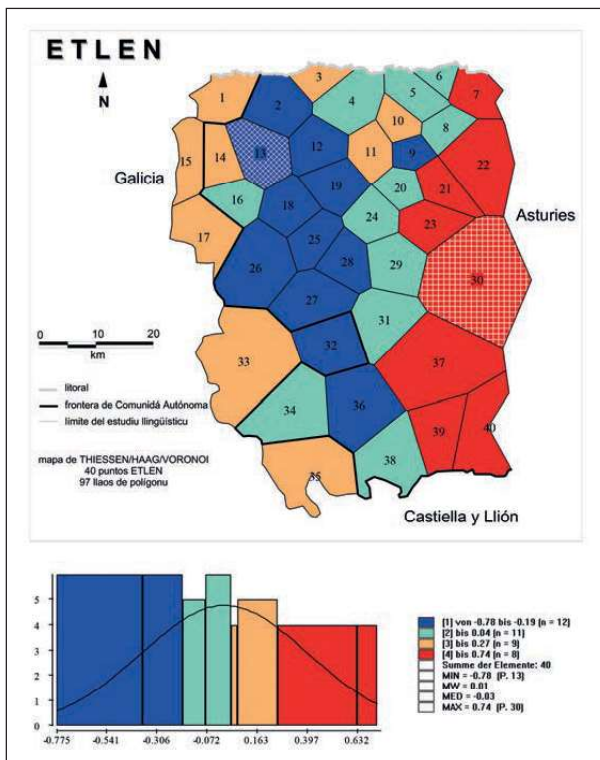 ETLEN
N
1
2
3
4
5
6
7
8
9
10
11
12
13
14
15
16
17
18
19
20
21
22
23
24
25
26
27
28
29
30
31
32
33
34
35
36
37
38
39
40
Galicia
Asturies
Castiella y Llión
0 10 20
km
litoral
frontera de Comunidá Autónoma
límite del estudiu llingüísticu
mapa de THIESSEN/HAAG/VORONOI
40 puntos ETLEN
97 llaos de polígonu
5
4
3
2
1
0
-0.775 -0.541 -0.306 -0.072 0.163 0.397 0.632
[1] von -0.78 bis -0.19 (n = 12)
[2] bis 0.04 (n = 11)
[3] bis 0.27 (n = 9)
[4] bis 0.74 (n = 8)
Summe der Elemente: 40
MIN = -0.78 (P. 13)
MW = 0.01
MED = -0.03
MAX = 0.74 (P. 30)